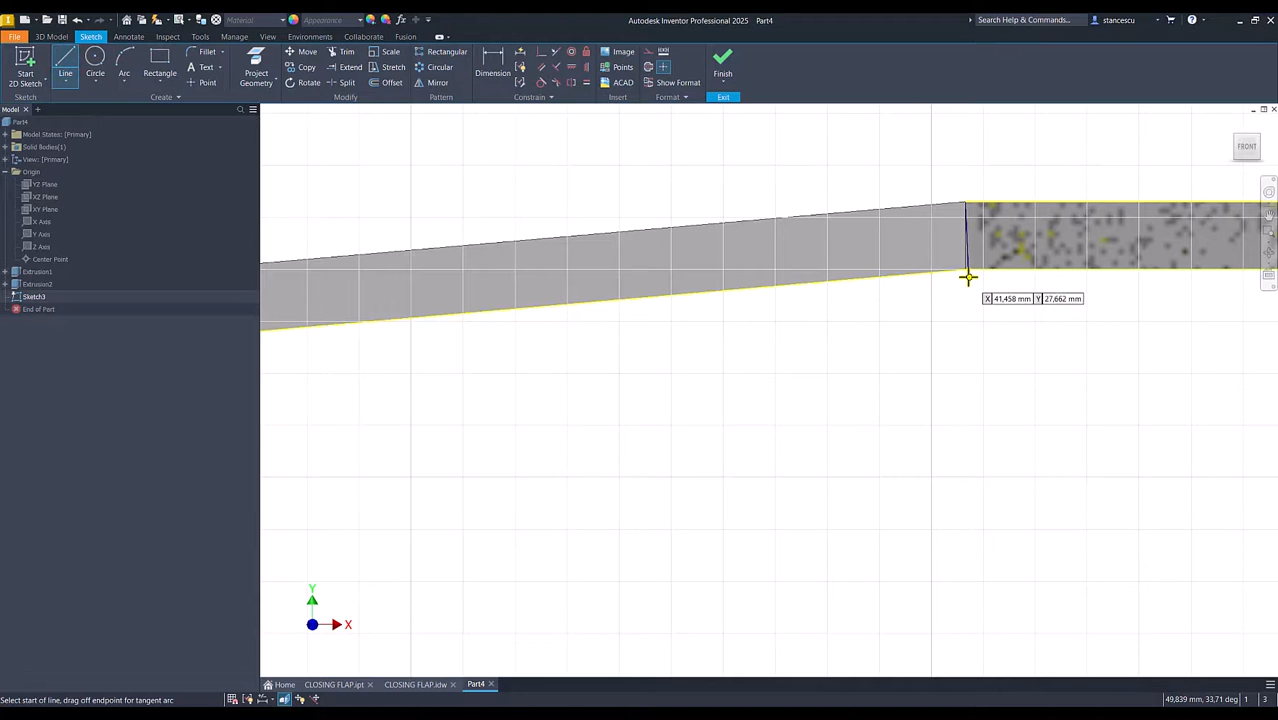 Material
Appearance
Autodesk Inventor Professional 2025 Part4
Search Help & Commands...
stancescu
File
3D Model
Sketch
Annotate
Inspect
Tools
Manage
View
Environments
Collaborate
Fusion
Start
2D Sketch
Line
Circle
Arc
Rectangle
Fillet
Text
Point
Project
Geometry
Move
Copy
Rotate
Trim
Extend
Split
Scale
Stretch
Offset
Rectangular
Circular
Mirror
Dimension
Image
Points
ACAD
Show Format
Finish
Sketch
Create
Modify
Pattern
Constrain
Insert
Format
Exit
Model
Part4
Model States: [Primary]
Solid Bodies(1)
View: [Primary]
Origin
YZ Plane
XZ Plane
XY Plane
X Axis
Y Axis
Z Axis
Center Point
Extrusion1
Extrusion2
Sketch3
End of Part
FRONT
X 41,458 mm Y 27,662 mm
Y
X
Home
CLOSING FLAP.ipt
CLOSING FLAP.idw
Part4
Select start of line, drag off endpoint for tangent arc
49,839 mm, 33,71 deg 1 3